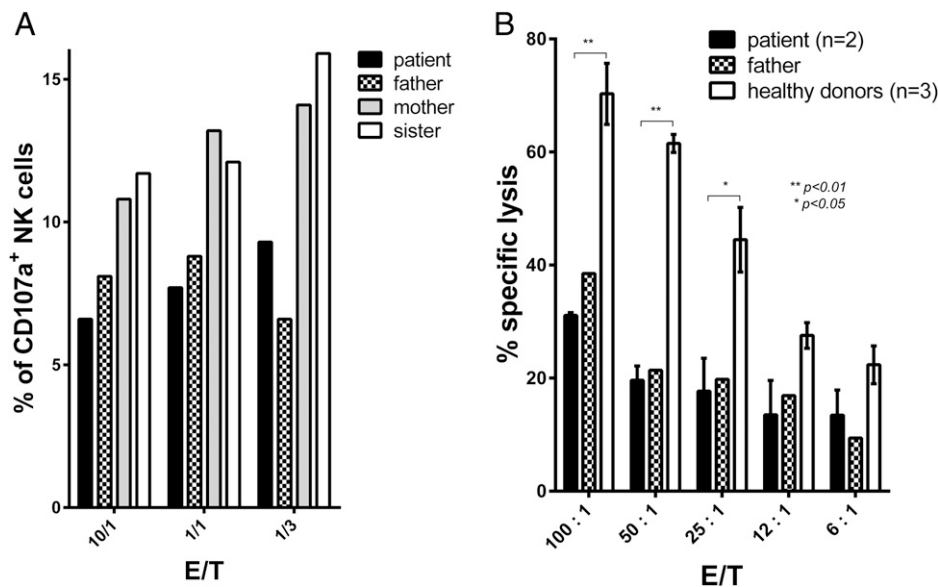 A
% of CD107a+ NK cells
15
10
5
0
10/1
1/1
1/3
E/T
patient
father
mother
sister
B
% specific lysis
80
60
40
20
0
100 : 1
50 : 1
25 : 1
12 : 1
6 : 1
E/T
patient (n=2)
father
healthy donors (n=3)
**
**
*
** p<0.01
* p<0.05